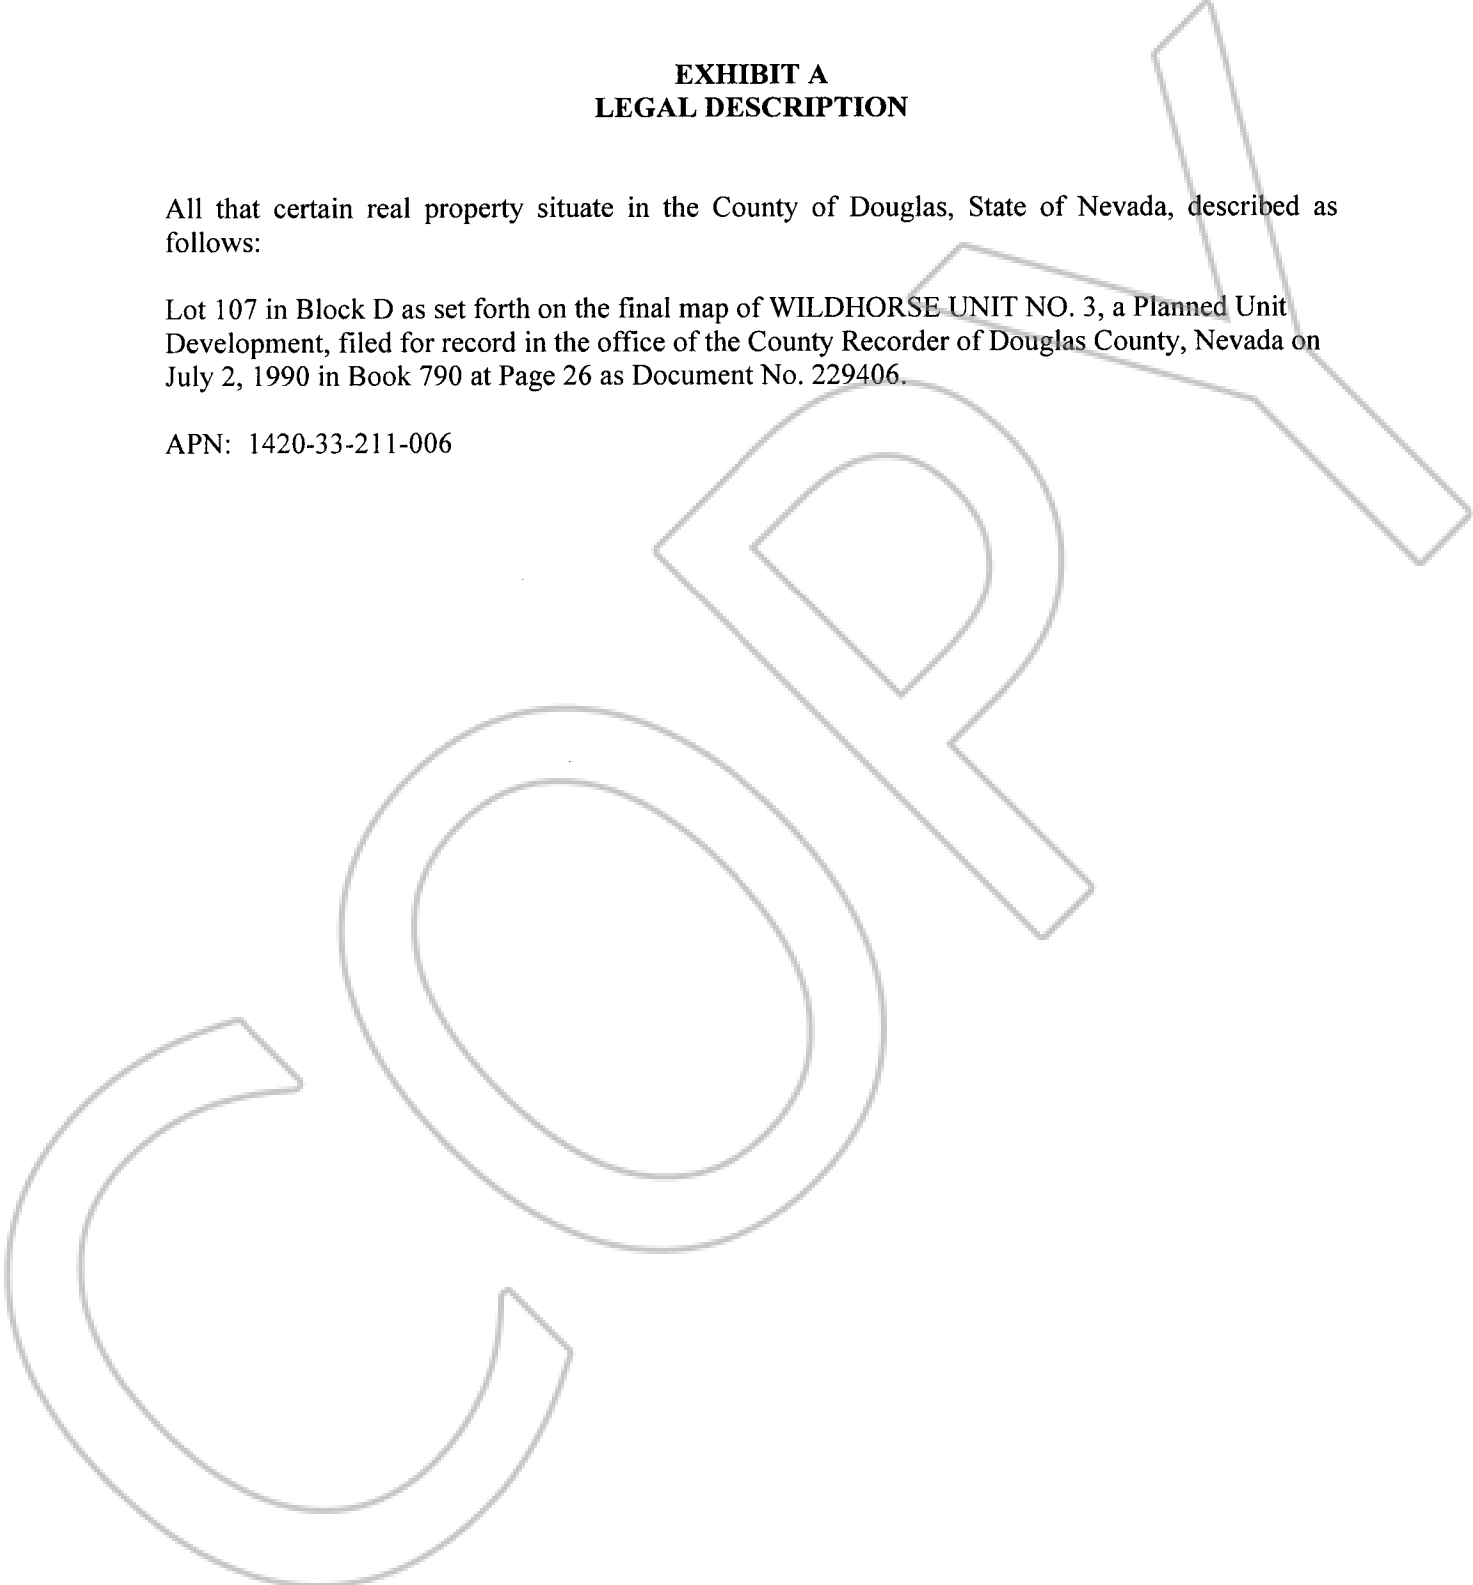 EXHIBIT A
LEGAL DESCRIPTION
All that certain real property situate in the County of Douglas, State of Nevada, described as
follows:
Lot 107 in Block D as set forth on the final map of WILDHORSE UNIT NO. 3, a Planned Unit
Development, filed for record in the office of the County Recorder of Douglas County, Nevada on
July 2, 1990 in Book 790 at Page 26 as Document No. 229406.
APN: 1420-33-211-006
COPY